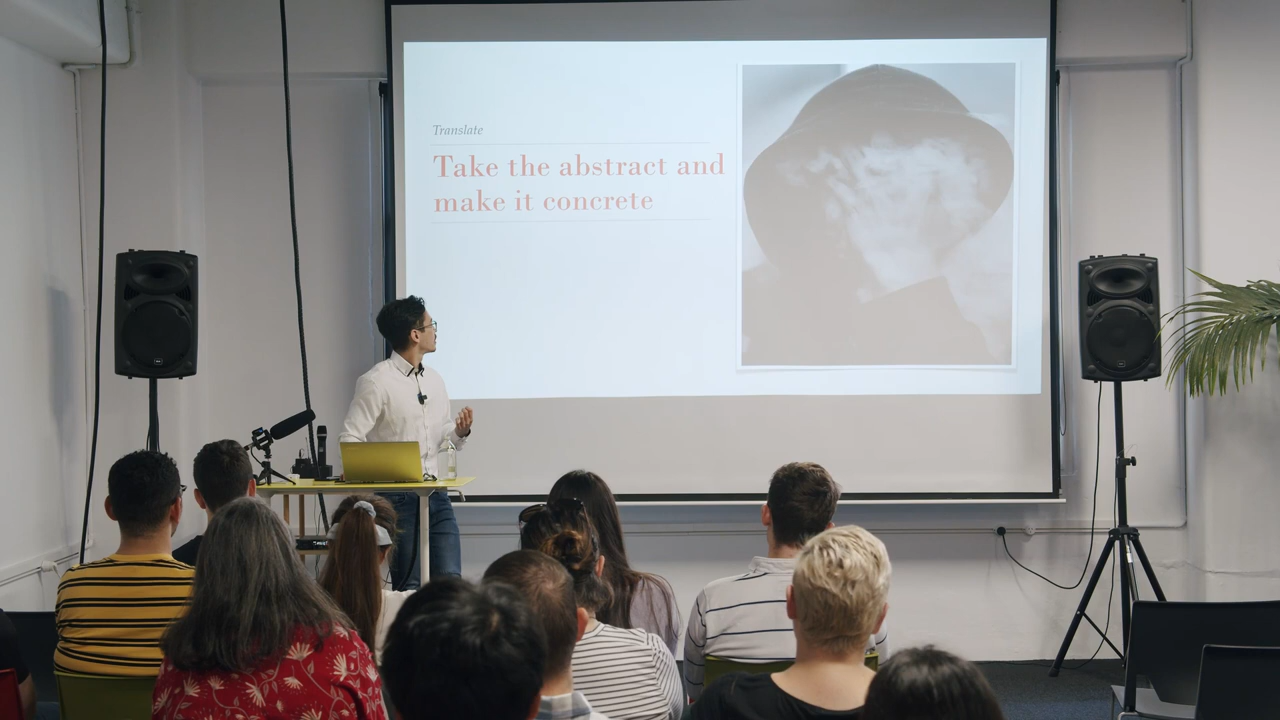 Translate
Take the abstract and
make it concrete